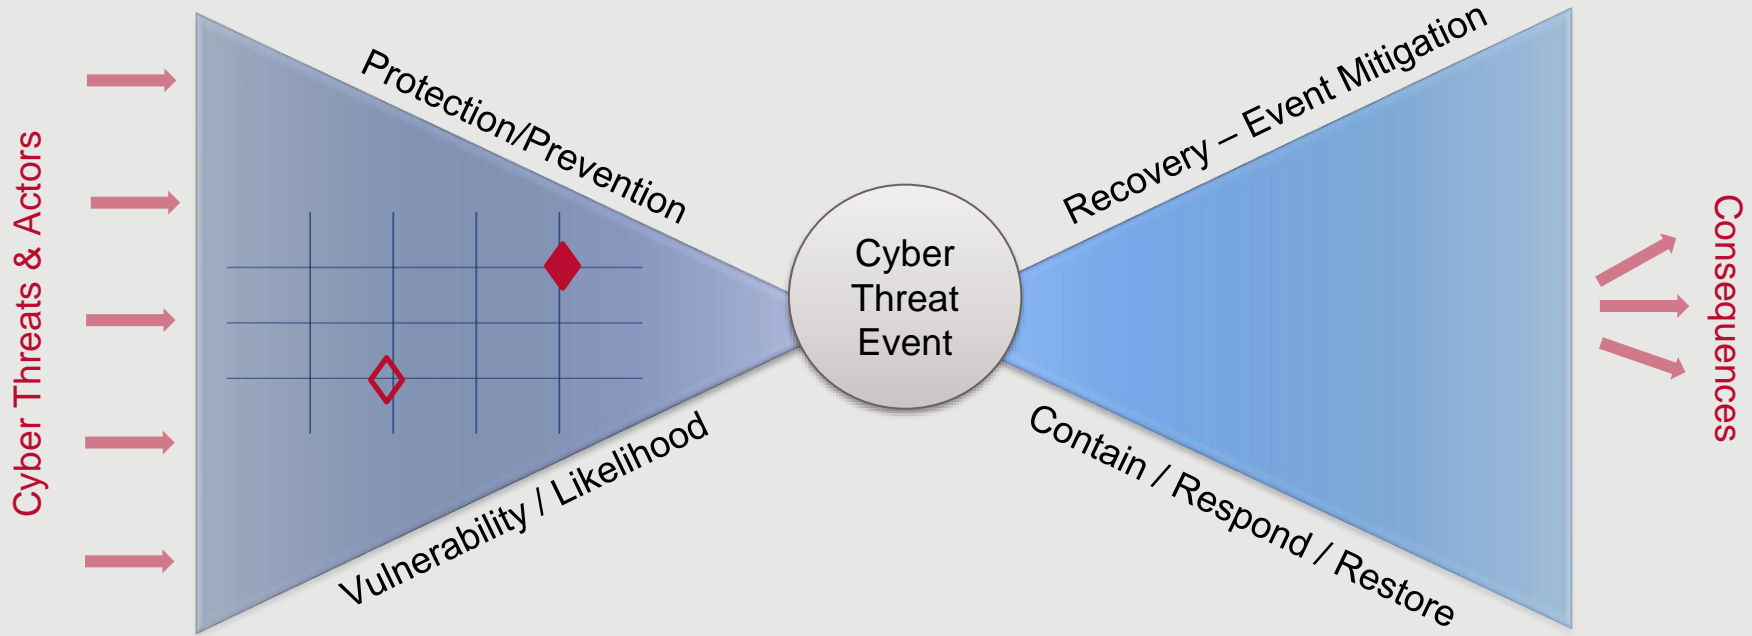 Cyber Threats & Actors
Protection/Prevention
Vulnerability / Likelihood
Cyber
Threat
Event
Recovery – Event Mitigation
Contain / Respond / Restore
Consequences